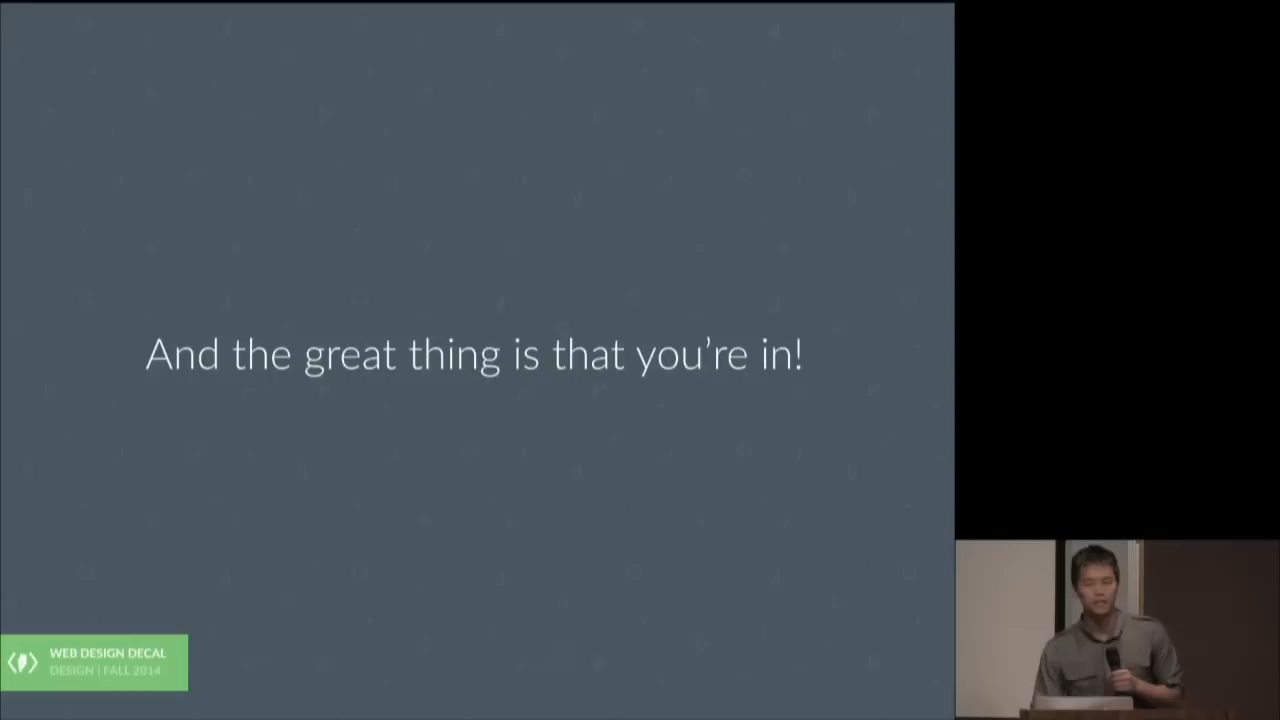 And the great thing is that you’re in!
WEB DESIGN DECAL
DESIGN | FALL 2014